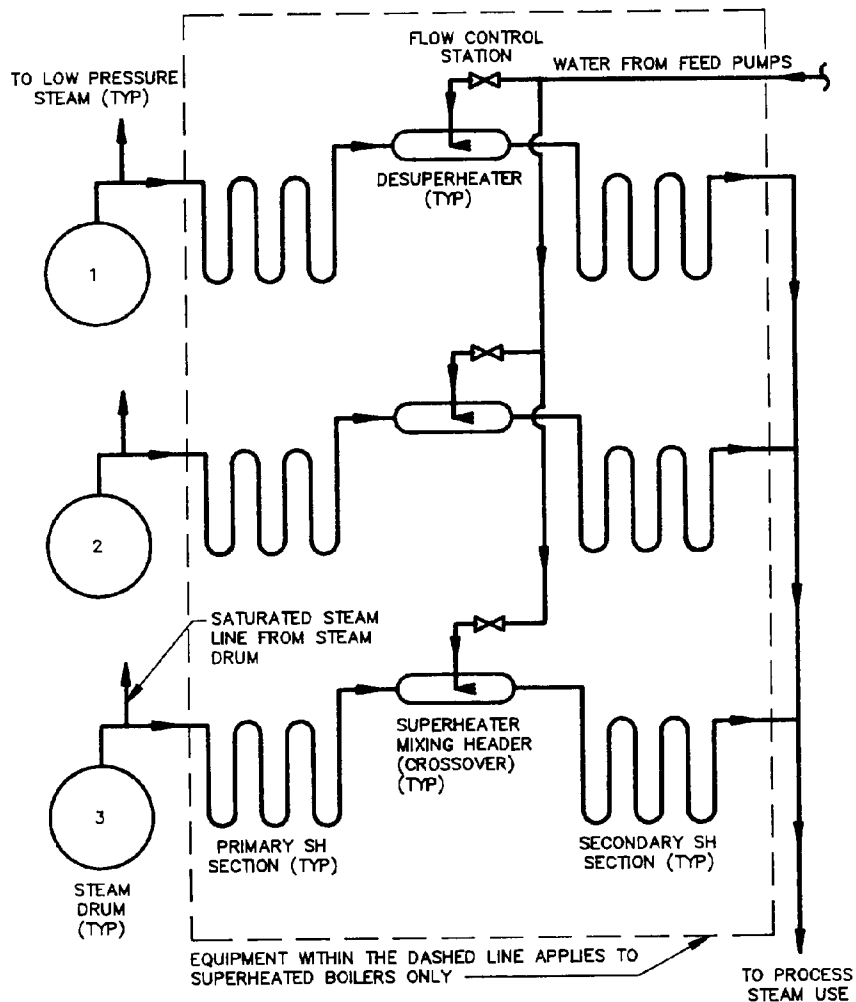 FLOW CONTROL
STATION
WATER FROM FEED PUMPS
TO LOW PRESSURE
STEAM (TYP)
DESUPERHEATER
(TYP)
1
2
SATURATED STEAM
LINE FROM STEAM
DRUM
SUPERHEATER
MIXING HEADER
(CROSSOVER)
(TYP)
3
PRIMARY SH
SECTION (TYP)
SECONDARY SH
SECTION (TYP)
STEAM
DRUM
(TYP)
EQUIPMENT WITHIN THE DASHED LINE APPLIES TO
SUPERHEATED BOILERS ONLY
TO PROCESS
STEAM USE